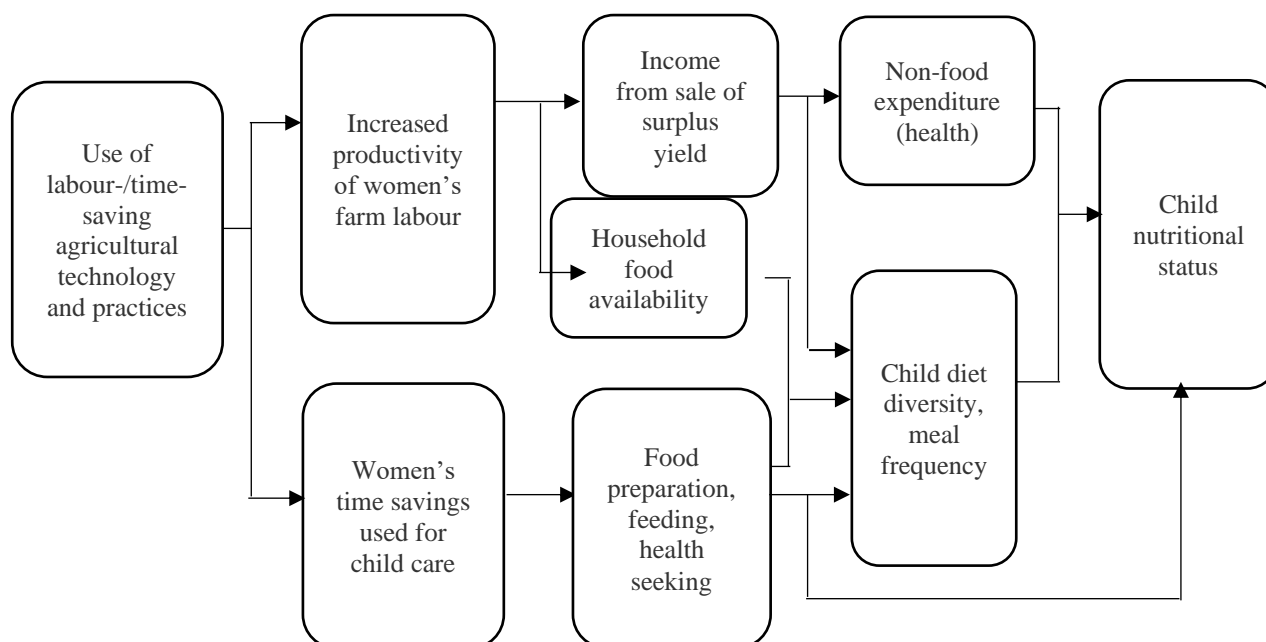 Use of
labour-/time-
saving
agricultural
technology
and practices
Increased
productivity
of women's
farm labour
Income
from sale of
surplus
yield
Non-food
expenditure
(health)
Household
food
availability
Child
nutritional
status
Women's
time savings
used for
child care
Food
preparation,
feeding,
health
seeking
Child diet
diversity,
meal
frequency